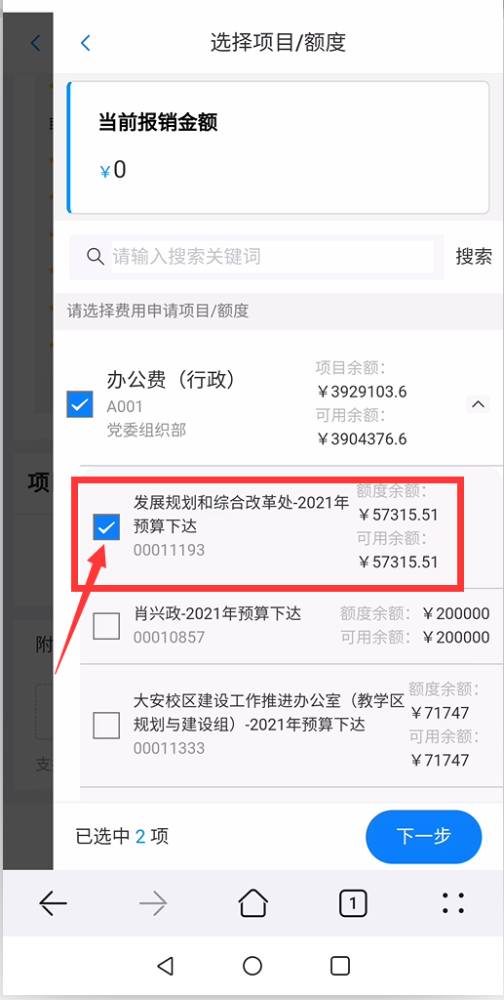 选择项目/额度
当前报销金额
¥0
请输入搜索关键词
搜索
请选择费用申请项目/额度
办公费（行政）
A001
党委组织部
项目余额：
¥3929103.6
可用余额：
¥3904376.6
项
发展规划和综合改革处-2021年
预算下达
00011193
额度余额：
¥57315.51
可用余额：
¥57315.51
肖兴政-2021年预算下达
00010857
额度余额：¥200000
可用余额：¥200000
附
大安校区建设工作推进办公室（教学区
规划与建设组）-2021年预算下达
00011333
额度余额：
¥71747
可用余额：
¥71747
支
已选中 2 项
下一步
1